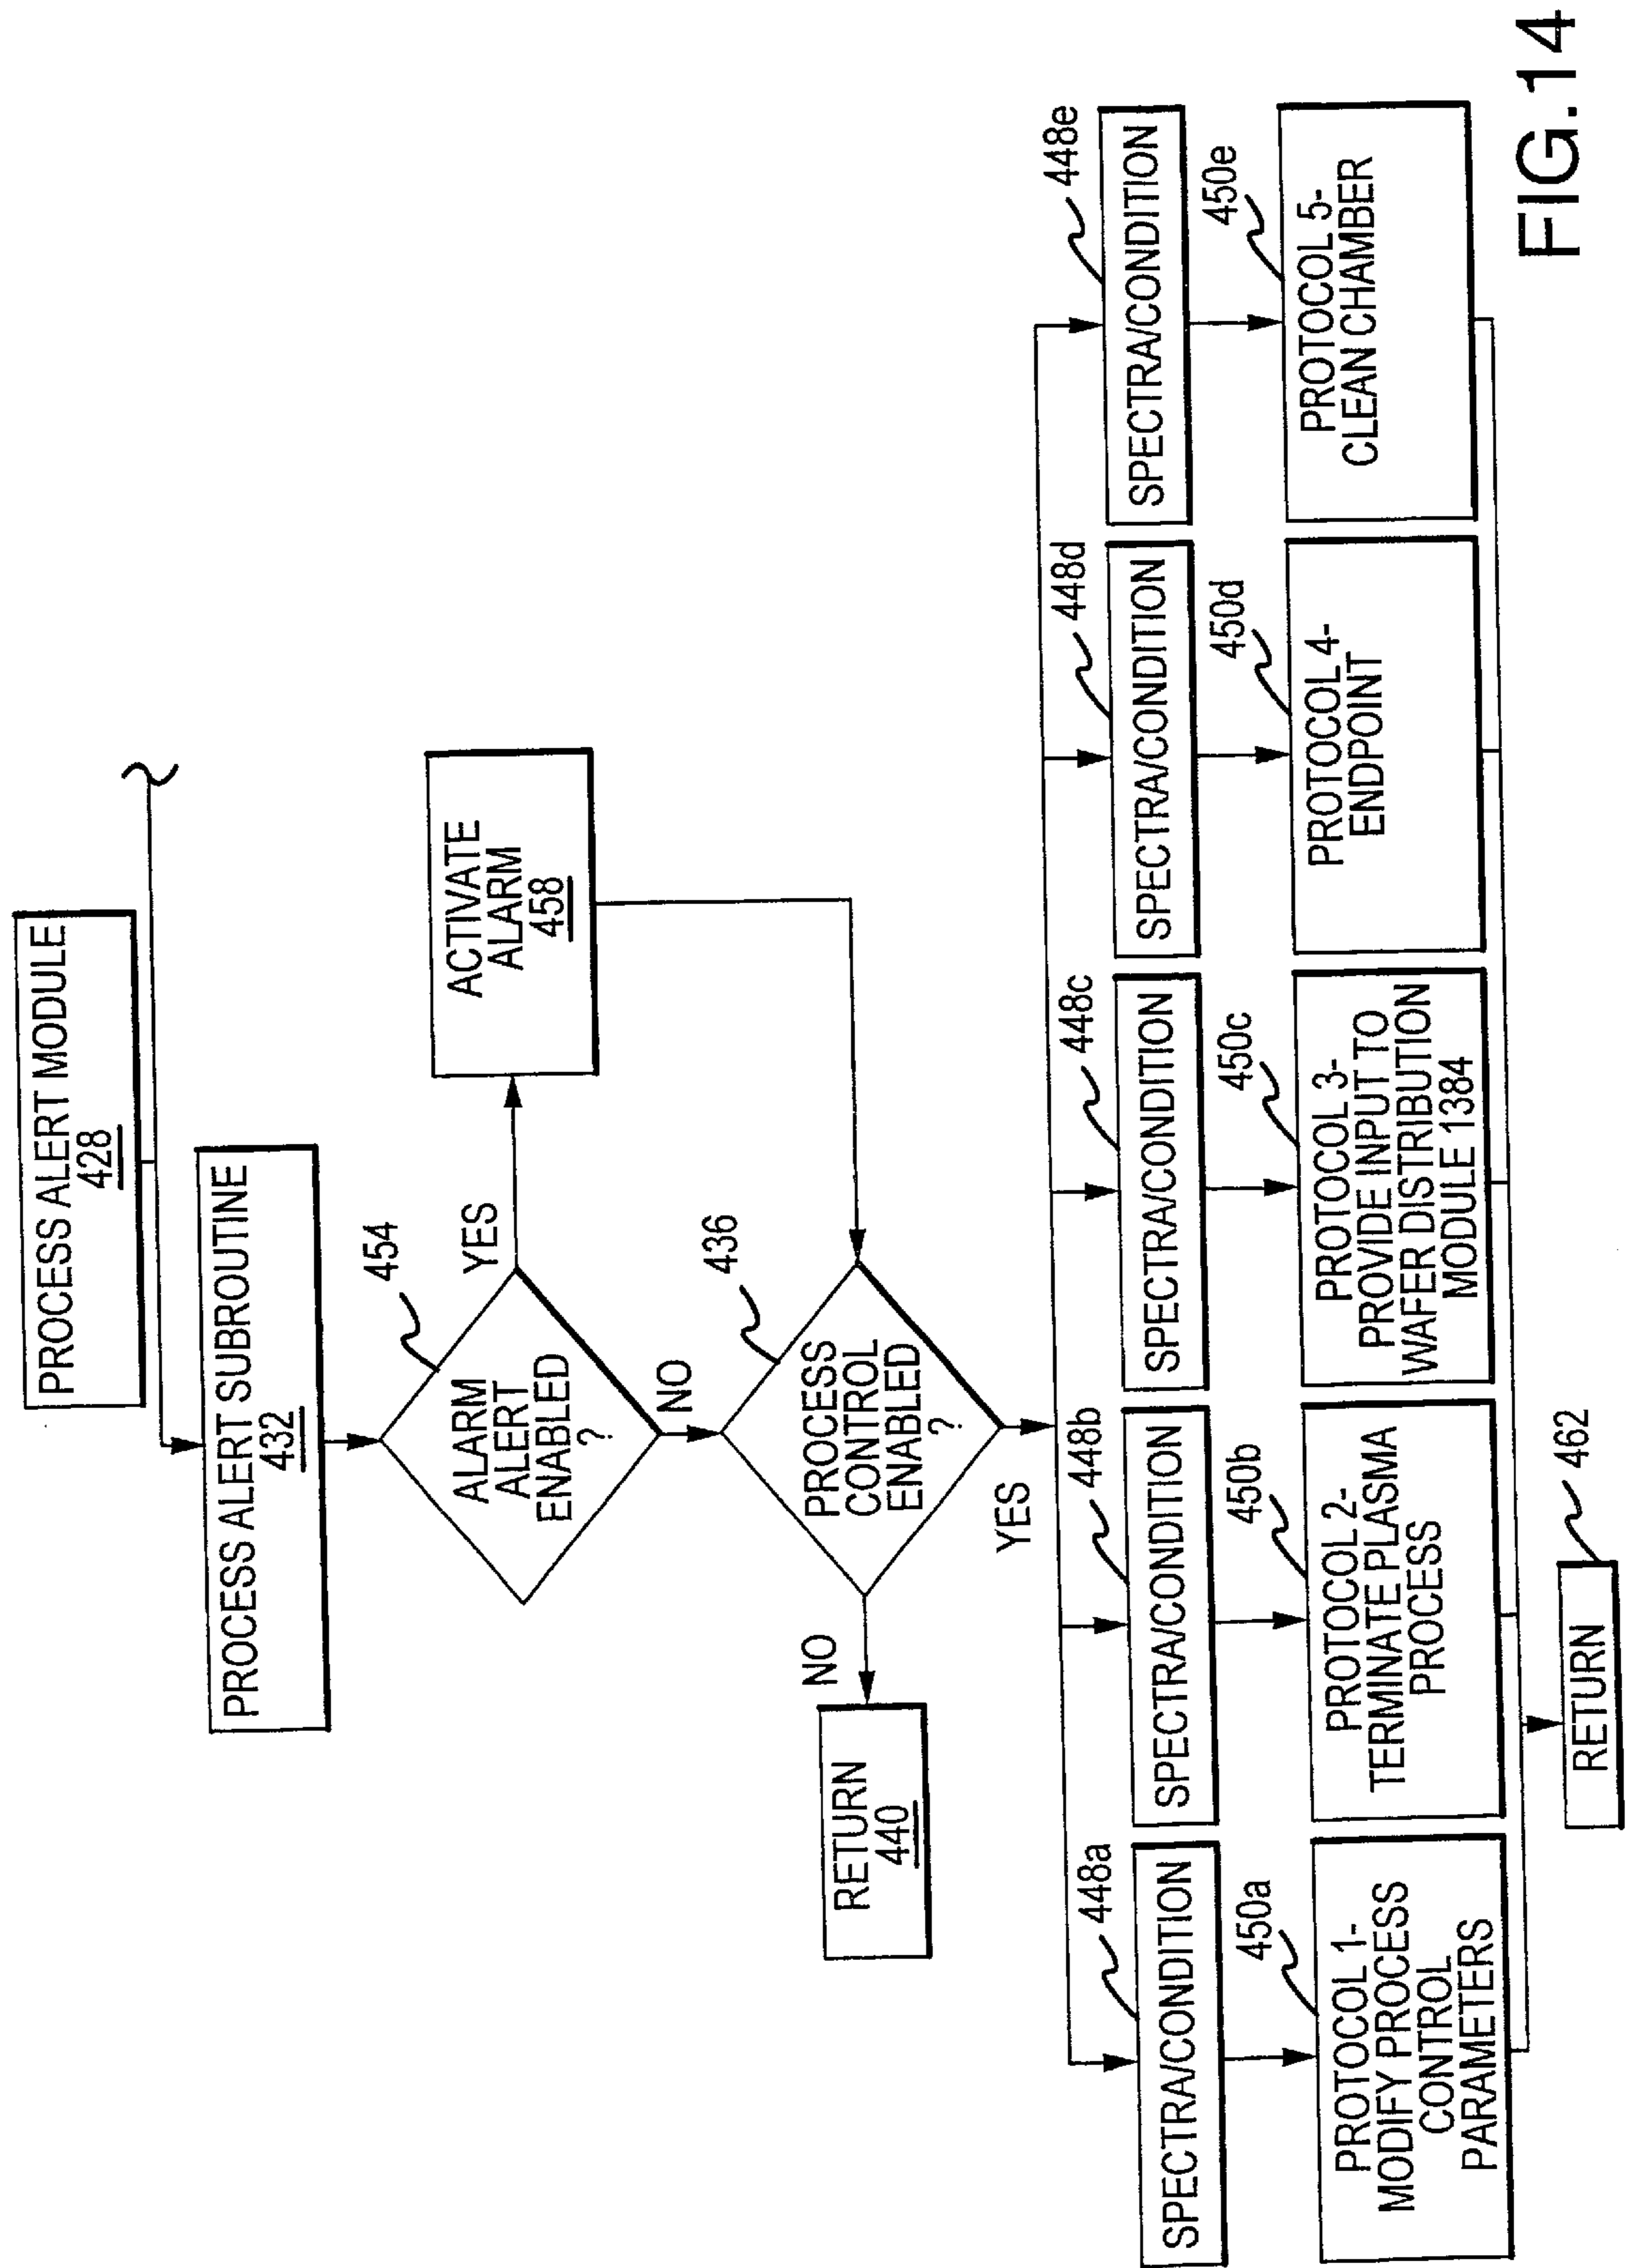 PROCESS ALERT MODULE
428
PROCESS ALERT SUBROUTINE
432
454
ALARM
ALERT
ENABLED
?
YES
NO
ACTIVATE
ALARM
458
436
PROCESS
CONTROL
ENABLED
?
NO
YES
RETURN
440
448a
SPECTRA/CONDITION
448b
SPECTRA/CONDITION
448c
SPECTRA/CONDITION
448d
SPECTRA/CONDITION
448e
SPECTRA/CONDITION
450a
PROTOCOL 1-
MODIFY PROCESS
CONTROL
PARAMETERS
450b
PROTOCOL 2-
TERMINATE PLASMA
PROCESS
450c
PROTOCOL 3-
PROVIDE INPUT TO
WAFER DISTRIBUTION
MODULE 1384
450d
PROTOCOL 4-
ENDPOINT
450e
PROTOCOL 5-
CLEAN CHAMBER
RETURN
462
FIG.14